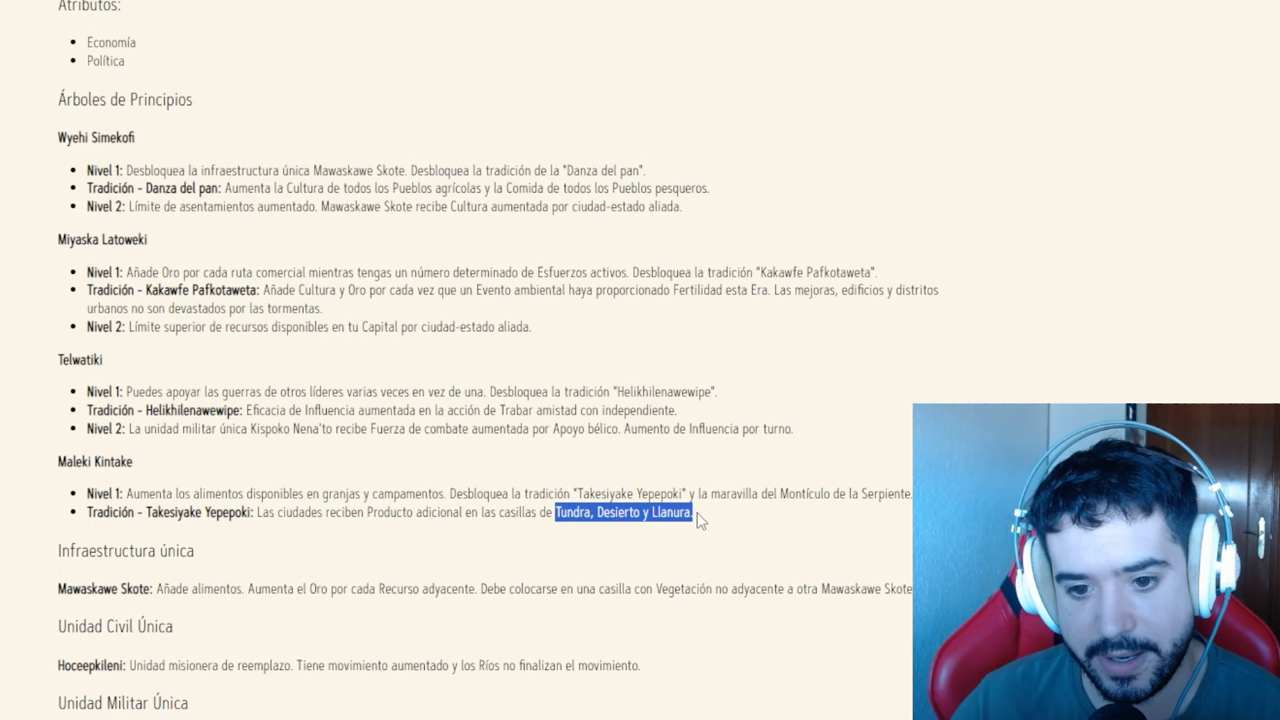 Atributos:
• Economía
• Política
Árboles de Principios
Wyehi Simekofi
• Nivel 1: Desbloquea la infraestructura única Mawaskawe Skote. Desbloquea la tradición de la "Danza del pan".
• Tradición - Danza del pan: Aumenta la Cultura de todos los Pueblos agrícolas y la Comida de todos los Pueblos pesqueros.
• Nivel 2: Límite de asentamientos aumentado. Mawaskawe Skote recibe Cultura aumentada por ciudad-estado aliada.
Miyaska Latoweki
• Nivel 1: Añade Oro por cada ruta comercial mientras tengas un número determinado de Esfuerzos activos. Desbloquea la tradición "Kakawfe Pafkotaweta".
• Tradición - Kakawfe Pafkotaweta: Añade Cultura y Oro por cada vez que un Evento ambiental haya proporcionado Fertilidad esta Era. Las mejoras, edificios y distritos
urbanos no son devastados por las tormentas.
• Nivel 2: Límite superior de recursos disponibles en tu Capital por ciudad-estado aliada.
Telwatiki
• Nivel 1: Puedes apoyar las guerras de otros líderes varias veces en vez de una. Desbloquea la tradición "Helikhilenawewipe".
• Tradición - Helikhilenawewipe: Eficacia de Influencia aumentada en la acción de Trabar amistad con independiente.
• Nivel 2: La unidad militar única Kispoko Nena'to recibe Fuerza de combate aumentada por Apoyo bélico. Aumento de Influencia por turno.
Maleki Kintake
• Nivel 1: Aumenta los alimentos disponibles en granjas y campamentos. Desbloquea la tradición "Takesiyake Yepepoki" y la maravilla del Montículo de la Serpiente.
• Tradición - Takesiyake Yepepoki: Las ciudades reciben Producto adicional en las casillas de Tundra, Desierto y Llanura.
Infraestructura única
Mawaskawe Skote: Añade alimentos. Aumenta el Oro por cada Recurso adyacente. Debe colocarse en una casilla con Vegetación no adyacente a otra Mawaskawe Skote
Unidad Civil Única
Hoceepkileni: Unidad misionera de reemplazo. Tiene movimiento aumentado y los Ríos no finalizan el movimiento.
Unidad Militar Única